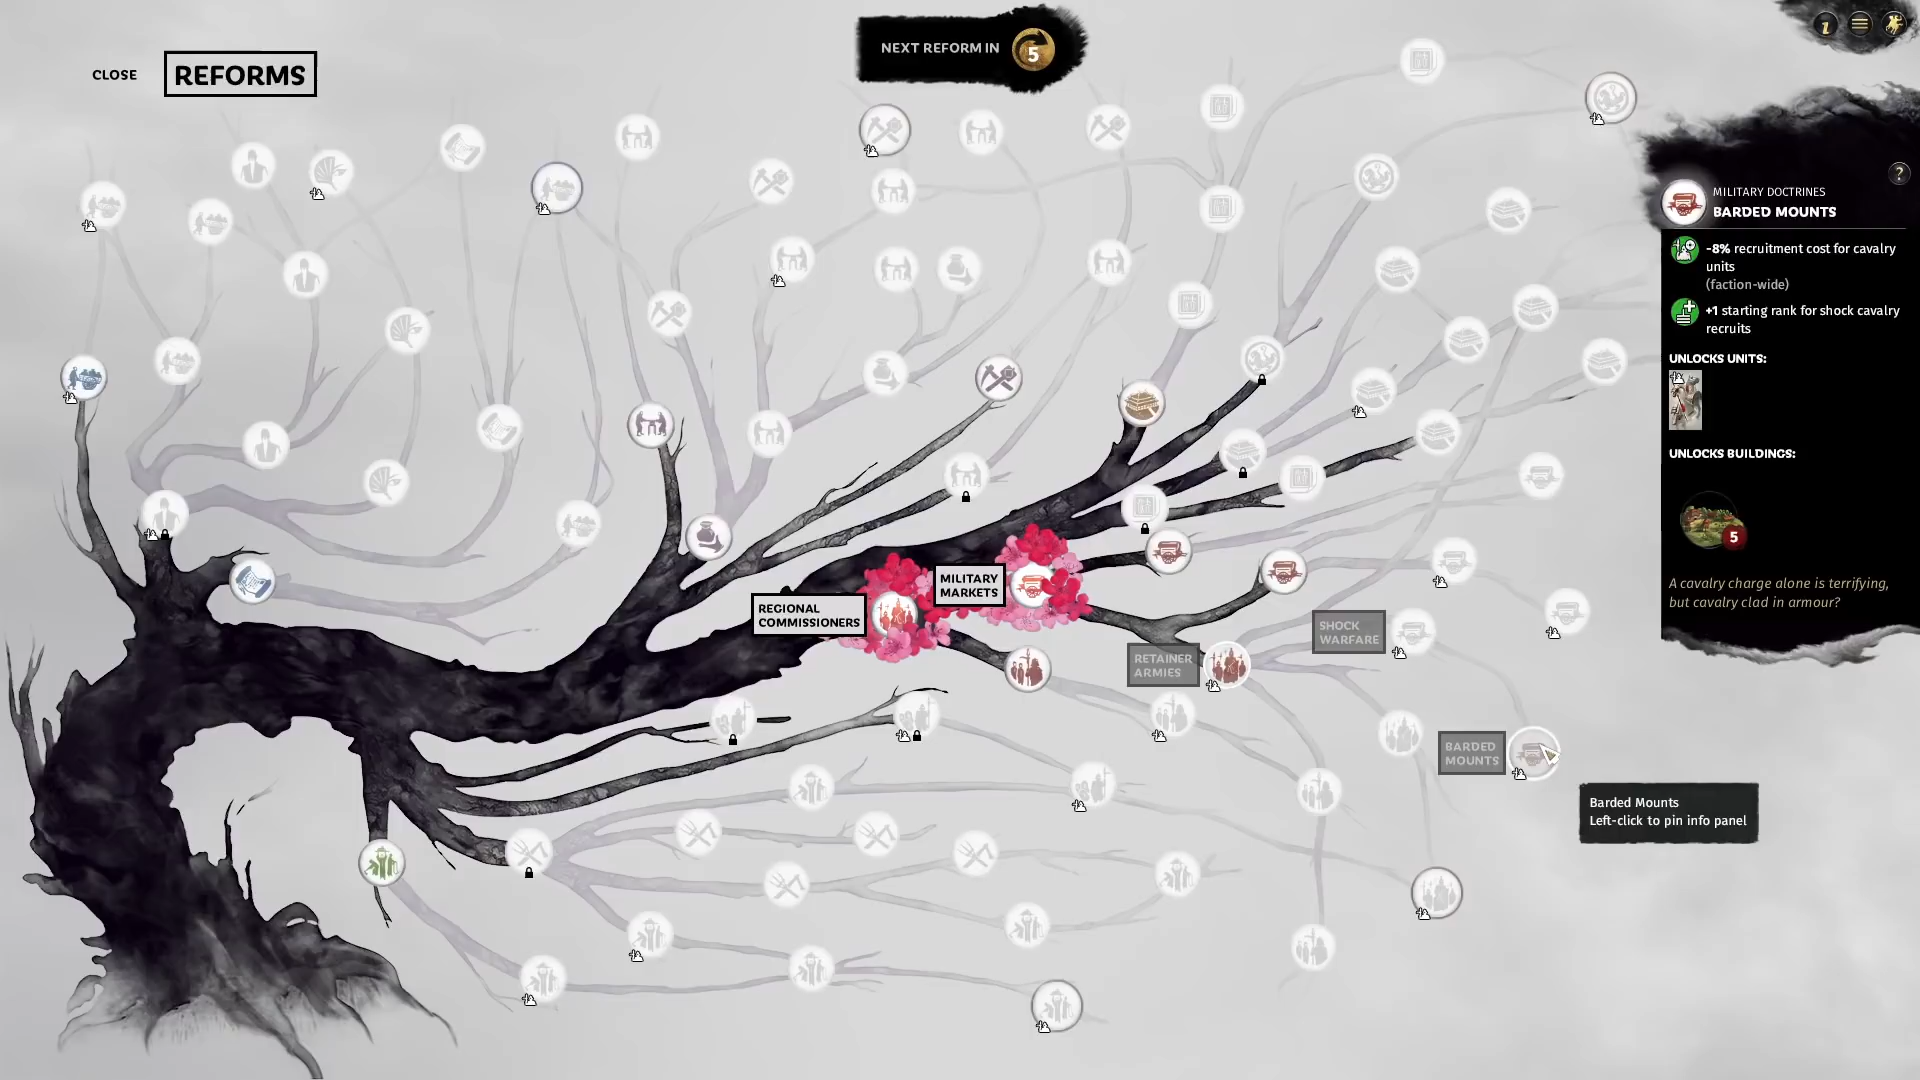 NEXT REFORM IN
5
CLOSE
REFORMS
?
MILITARY DOCTRINES
BARDED MOUNTS
-8% recruitment cost for cavalry
units
(faction-wide)
+1 starting rank for shock cavalry
recruits
UNLOCKS UNITS:
UNLOCKS BUILDINGS:
5
A cavalry charge alone is terrifying,
but cavalry clad in armour?
MILITARY
MARKETS
REGIONAL
COMMISSIONERS
SHOCK
WARFARE
RETAINER
ARMIES
BARDED
MOUNTS
Barded Mounts
Left-click to pin info panel